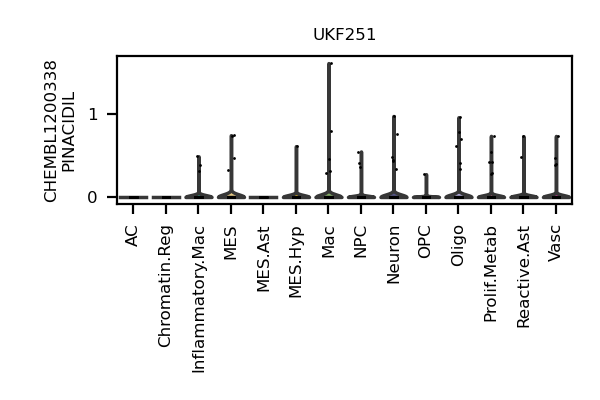 UKF251
CHEMBL1200338
PINACIDIL
1
0
AC
Chromatin.Reg
Inflammatory.Mac
MES
MES.Ast
MES.Hyp
Mac
NPC
Neuron
OPC
Oligo
Prolif.Metab
Reactive.Ast
Vasc